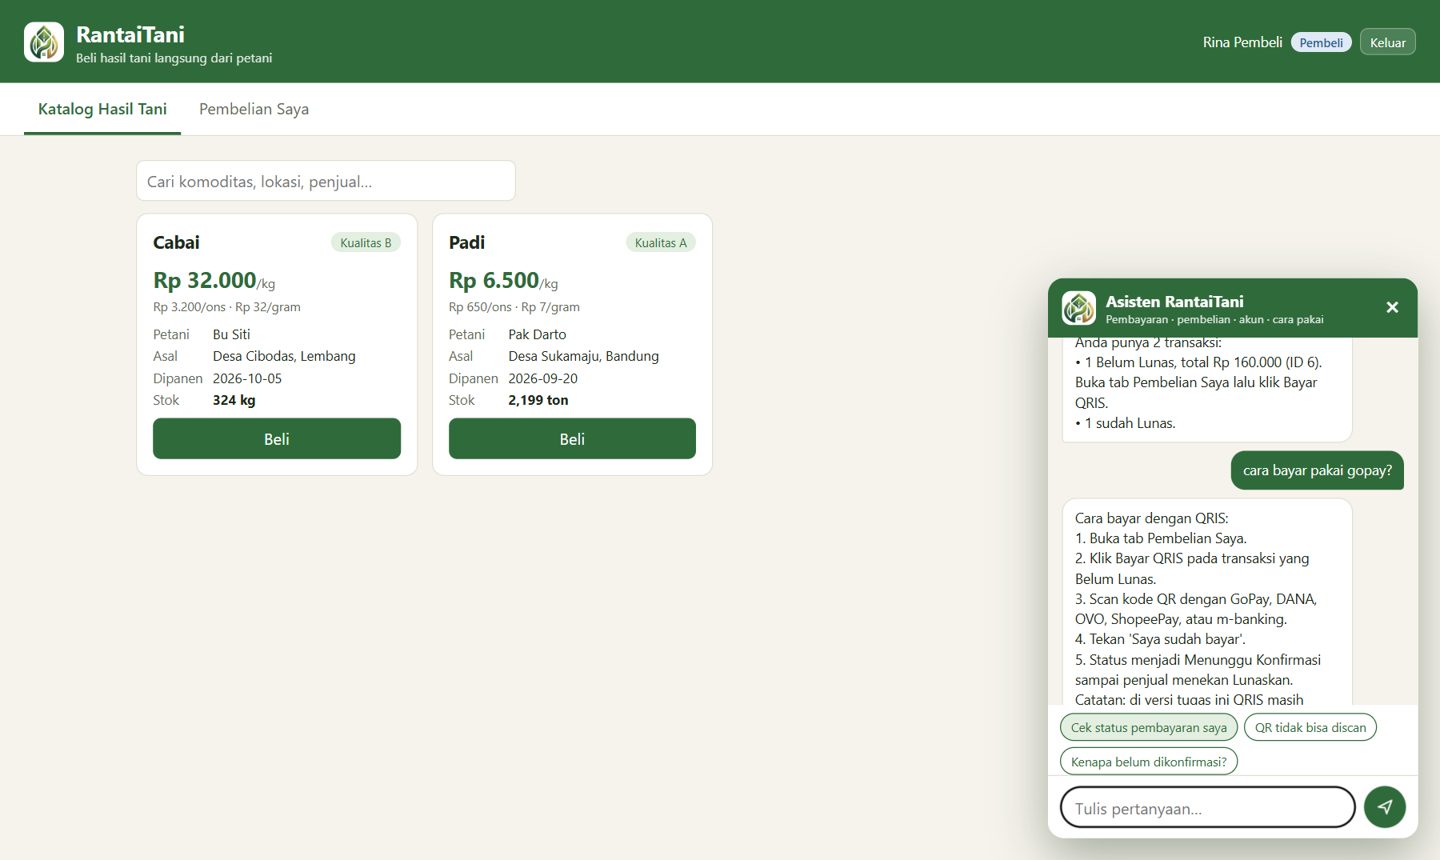 RantaiTani
Beli hasil tani langsung dari petani
Rina Pembeli
Pembeli
Keluar
Katalog Hasil Tani
Pembelian Saya
Cari komoditas, lokasi, penjual...
Cabai
Kualitas B
Rp 32.000/kg
Rp 3.200/ons · Rp 32/gram
Petani Bu Siti
Asal Desa Cibodas, Lembang
Dipanen 2026-10-05
Stok 324 kg
Beli
Padi
Kualitas A
Rp 6.500/kg
Rp 650/ons · Rp 7/gram
Petani Pak Darto
Asal Desa Sukamaju, Bandung
Dipanen 2026-09-20
Stok 2,199 ton
Beli
Asisten RantaiTani
Pembayaran · pembelian · akun · cara pakai
Anda punya 2 transaksi:
• 1 Belum Lunas, total Rp 160.000 (ID 6).
Buka tab Pembelian Saya lalu klik Bayar
QRIS.
• 1 sudah Lunas.
cara bayar pakai gopay?
Cara bayar dengan QRIS:
1. Buka tab Pembelian Saya.
2. Klik Bayar QRIS pada transaksi yang
Belum Lunas.
3. Scan kode QR dengan GoPay, DANA,
OVO, ShopeePay, atau m-banking.
4. Tekan 'Saya sudah bayar'.
5. Status menjadi Menunggu Konfirmasi
sampai penjual menekan Lunaskan.
Catatan: di versi tugas ini QRIS masih
Cek status pembayaran saya
QR tidak bisa discan
Kenapa belum dikonfirmasi?
Tulis pertanyaan...